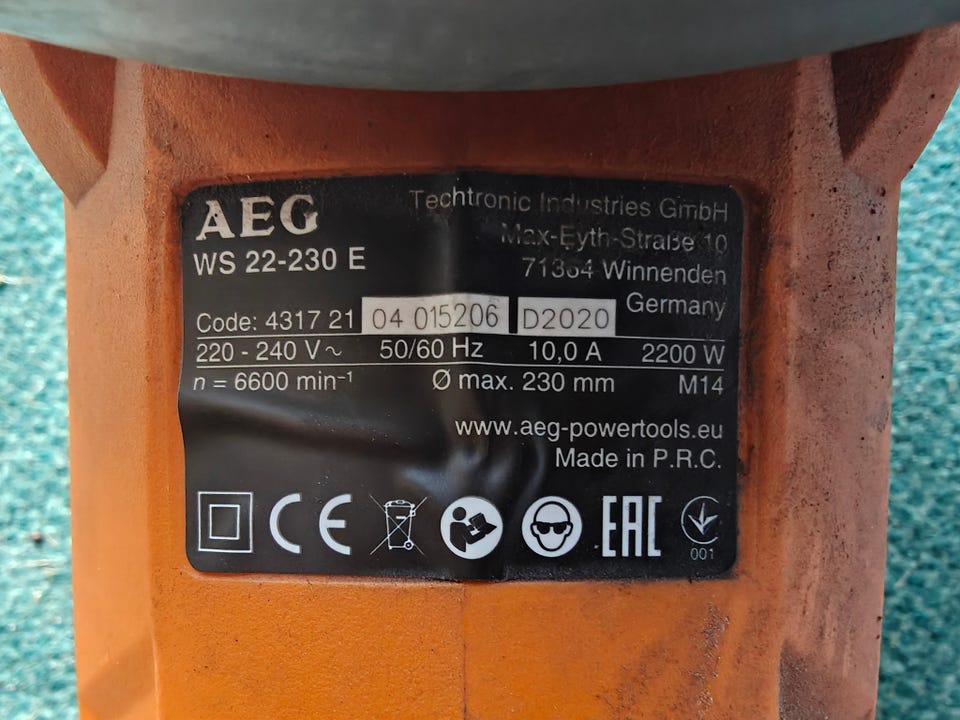 AEG
WS 22-230 E
Techtronic Industries GmbH
Max-Eyth-Straße 10
71364 Winnenden
Germany
Code: 4317 21 04 015206 D2020
220 - 240 V ~ 50/60 Hz 10,0 A 2200 W
n = 6600 min⁻¹ Ø max. 230 mm M14
www.aeg-powertools.eu
Made in P.R.C.
CE EAC
001